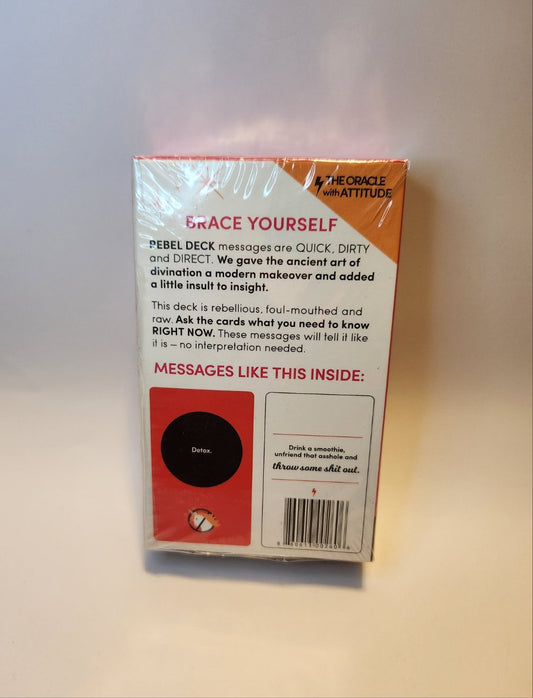 THE ORACLE
with ATTITUDE
BRACE YOURSELF
REBEL DECK messages are QUICK, DIRTY
and DIRECT. We gave the ancient art of
divination a modern makeover and added
a little insult to insight.
This deck is rebellious, foul-mouthed and
raw. Ask the cards what you need to know
RIGHT NOW. These messages will tell it like
it is – no interpretation needed.
MESSAGES LIKE THIS INSIDE:
Detox.
Drink a smoothie,
unfriend that asshole and
throw some shit out.